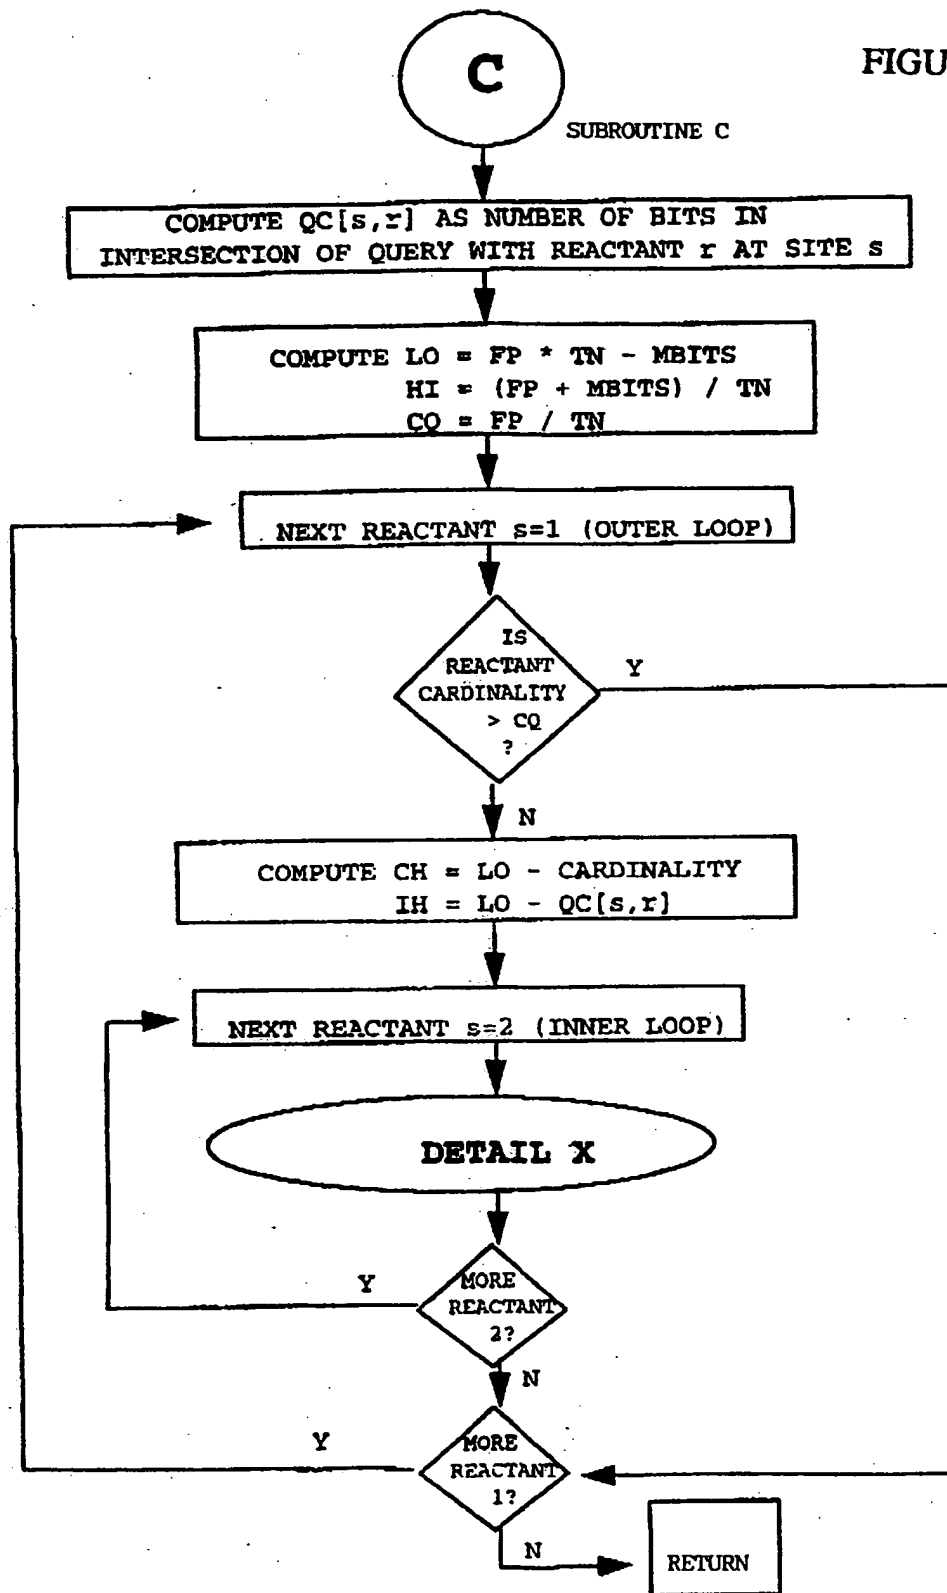 C
FIGU
SUBROUTINE C
COMPUTE QC[s,r] AS NUMBER OF BITS IN
INTERSECTION OF QUERY WITH REACTANT r AT SITE s
COMPUTE LO = FP * TN - MBITS
HI = (FP + MBITS) / TN
CQ = FP / TN
NEXT REACTANT s=1 (OUTER LOOP)
IS
REACTANT
CARDINALITY
> CQ
?
Y
N
COMPUTE CH = LO - CARDINALITY
IH = LO - QC[s,r]
NEXT REACTANT s=2 (INNER LOOP)
DETAIL X
MORE
REACTANT
2?
Y
N
MORE
REACTANT
1?
Y
N
RETURN